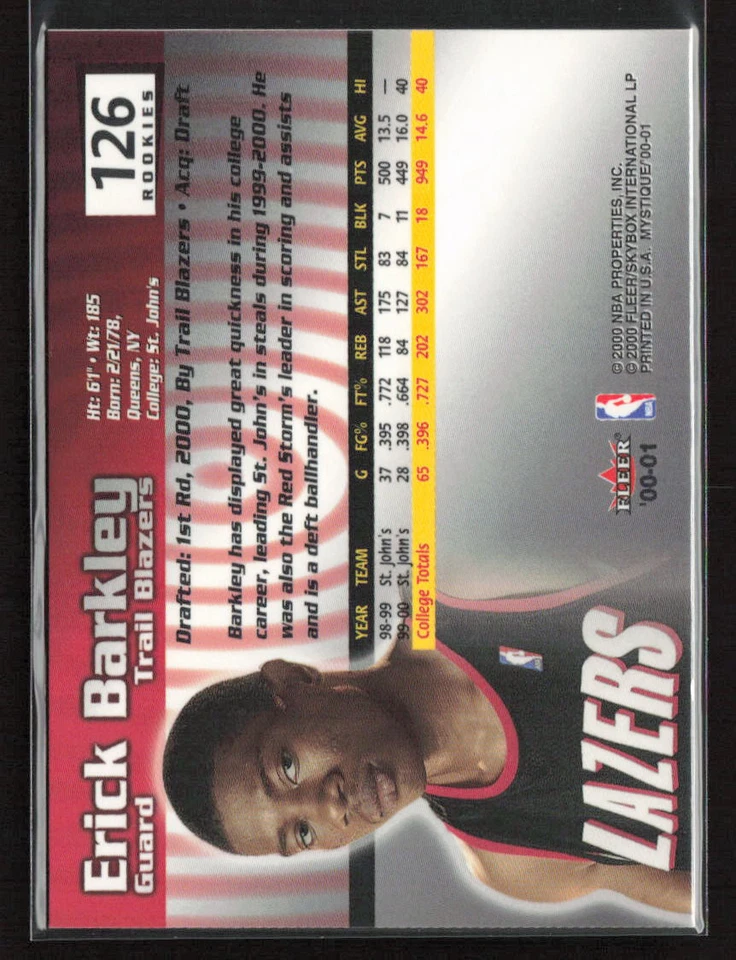 Erick Barkley
Guard Trail Blazers
Ht: 6'1" • Wt: 185
Born: 2/21/78,
Queens, NY
College: St. John's
126
ROOKIES
Drafted: 1st Rd, 2000, By Trail Blazers • Acq: Draft
Barkley has displayed great quickness in his college
career, leading St. John's in steals during 1999-2000. He
was also the Red Storm's leader in scoring and assists
and is a deft ballhander.
YEAR TEAM G FG% FT% REB AST STL BLK PTS AVG HI
98-99 St. John's 37 .395 .772 118 175 83 7 500 13.5 —
99-00 St. John's 28 .398 .664 84 127 84 11 449 16.0 40
College Totals 65 .396 .727 202 302 167 18 949 14.6 40
LAZERS
FLEER®
'00-01
NBA
© 2000 NBA PROPERTIES, INC.
© 2000 FLEER/SKYBOX INTERNATIONAL LP
PRINTED IN U.S.A. MYSTIQUE/'00-01